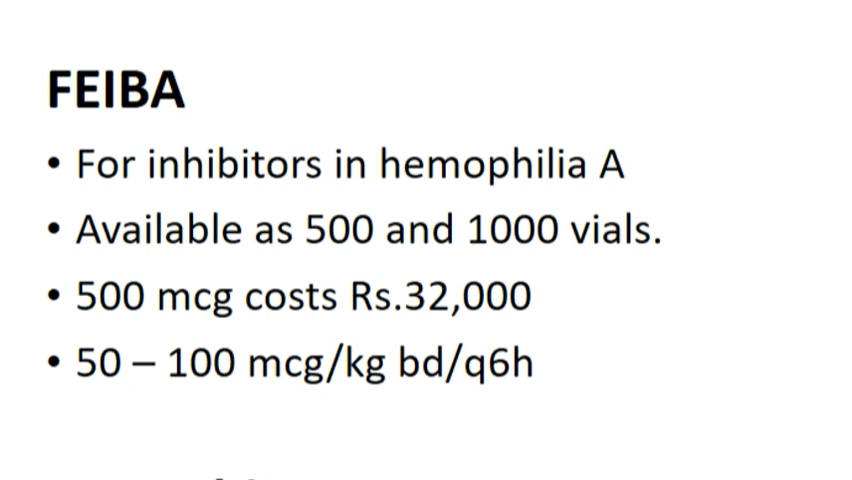 FEIBA
• For inhibitors in hemophilia A
• Available as 500 and 1000 vials.
• 500 mcg costs Rs.32,000
• 50 – 100 mcg/kg bd/q6h